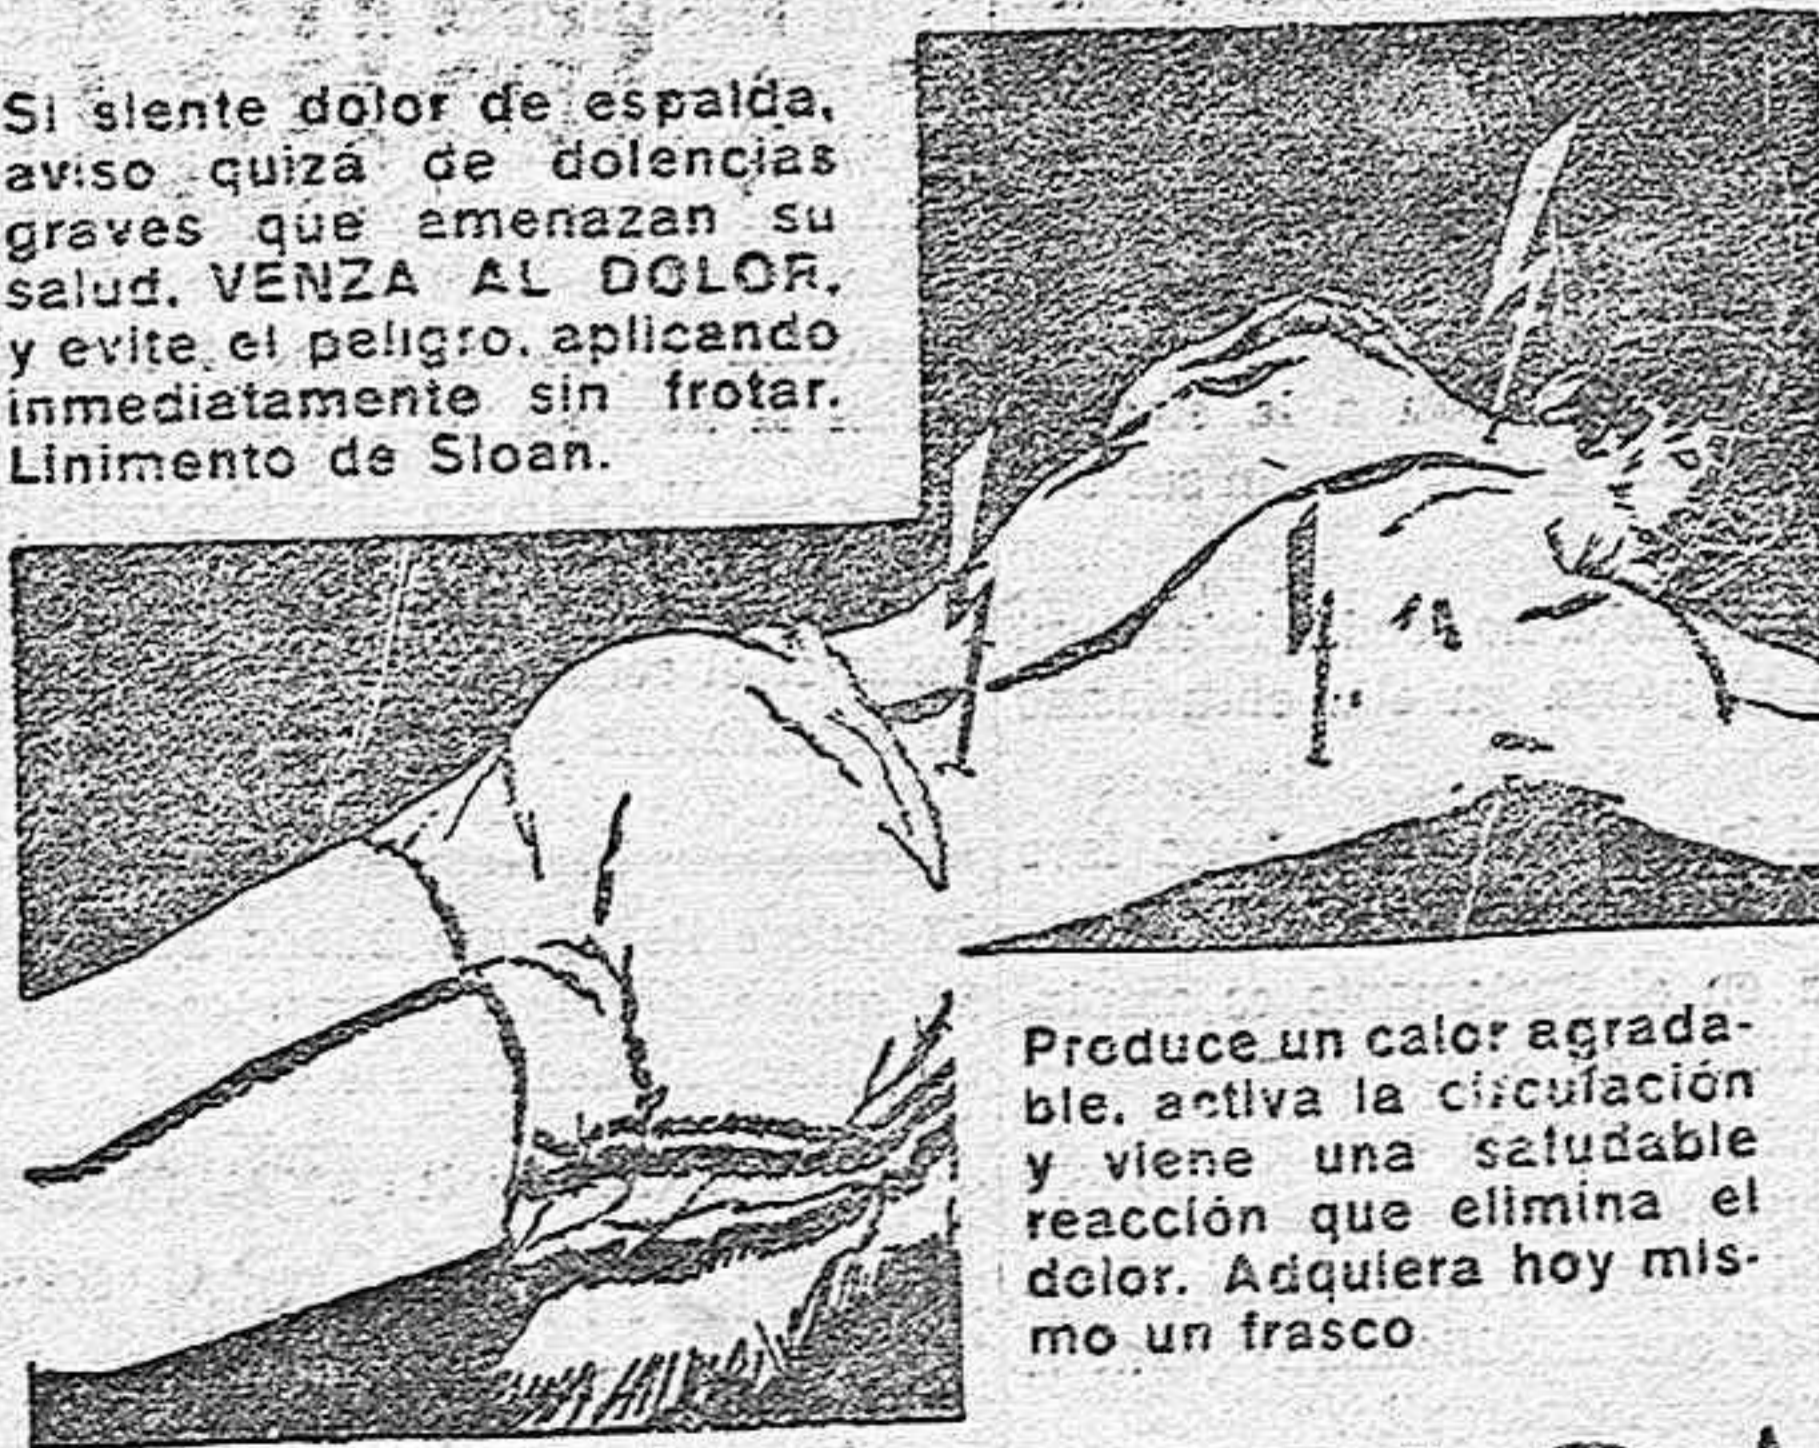 Si siente dolor de espalda,
aviso quizá de dolencias
graves que amenazan su
salud. VENZA AL DOLOR,
y evite el peligro, aplicando
inmediatamente sin frotar.
Linimento de Sloan.
Produce un calor agrada-
ble, activa la circulación
y viene una saludable
reacción que elimina el
dolor. Adquiera hoy mis-
mo un frasco